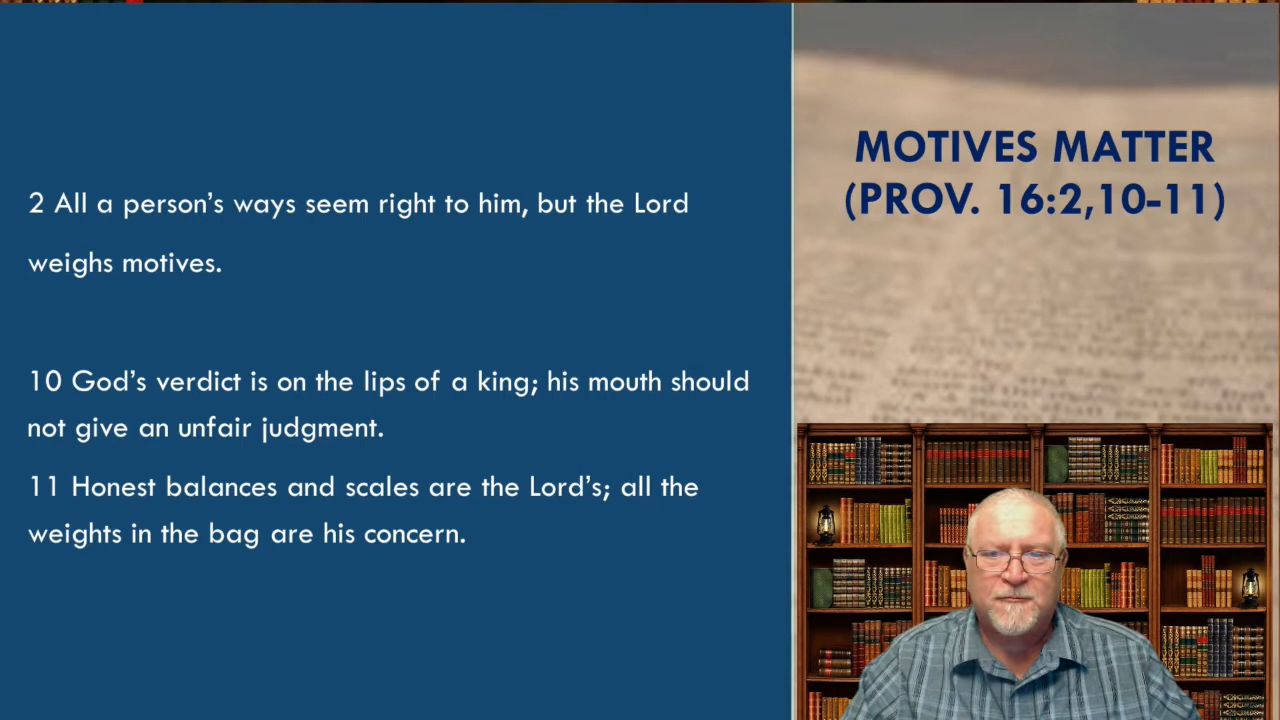 2 All a person’s ways seem right to him, but the Lord
weighs motives.
10 God’s verdict is on the lips of a king; his mouth should
not give an unfair judgment.
11 Honest balances and scales are the Lord’s; all the
weights in the bag are his concern.
MOTIVES MATTER
(PROV. 16:2,10-11)